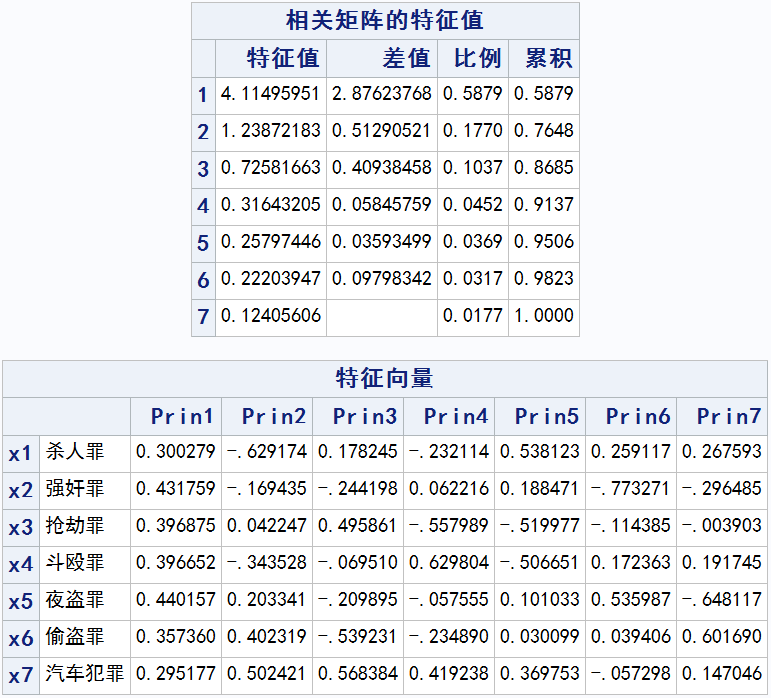 相关矩阵的特征值
特征值 差值 比例 累积
1 4.11495951 2.87623768 0.5879 0.5879
2 1.23872183 0.51290521 0.1770 0.7648
3 0.72581663 0.40938458 0.1037 0.8685
4 0.31643205 0.05845759 0.0452 0.9137
5 0.25797446 0.03593499 0.0369 0.9506
6 0.22203947 0.09798342 0.0317 0.9823
7 0.12405606 0.0177 1.0000
特征向量
Prin1 Prin2 Prin3 Prin4 Prin5 Prin6 Prin7
x1 杀人罪 0.300279 -.629174 0.178245 -.232114 0.538123 0.259117 0.267593
x2 强奸罪 0.431759 -.169435 -.244198 0.062216 0.188471 -.773271 -.296485
x3 抢劫罪 0.396875 0.042247 0.495861 -.557989 -.519977 -.114385 -.003903
x4 斗殴罪 0.396652 -.343528 -.069510 0.629804 -.506651 0.172363 0.191745
x5 夜盗罪 0.440157 0.203341 -.209895 -.057555 0.101033 0.535987 -.648117
x6 偷盗罪 0.357360 0.402319 -.539231 -.234890 0.030099 0.039406 0.601690
x7 汽车犯罪 0.295177 0.502421 0.568384 0.419238 0.369753 -.057298 0.147046